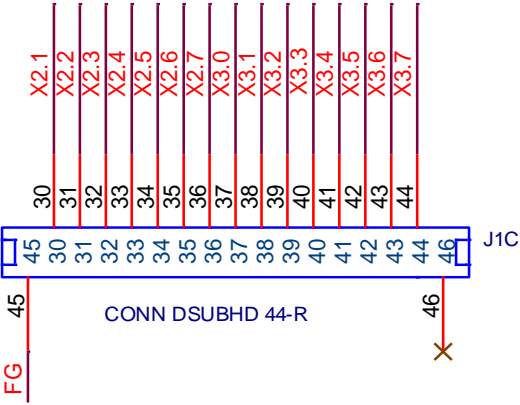 X2.1 X2.2 X2.3 X2.4 X2.5 X2.6 X2.7 X3.0 X3.1 X3.2 X3.3 X3.4 X3.5 X3.6 X3.7
30 31 32 33 34 35 36 37 38 39 40 41 42 43 44
45 30 31 32 33 34 35 36 37 38 39 40 41 42 43 44 46 J1C
45 CONN DSUBHD 44-R 46
FG